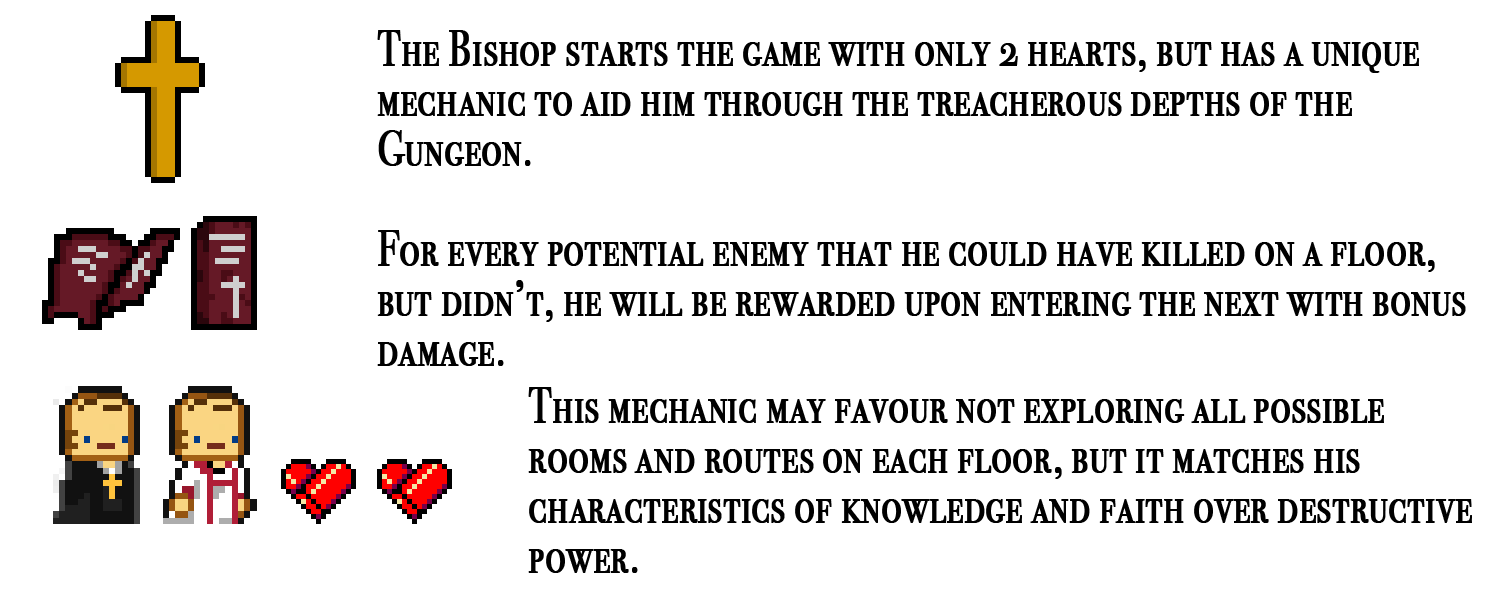 The Bishop starts the game with only 2 hearts, but has a unique
mechanic to aid him through the treacherous depths of the
Gungeon.
For every potential enemy that he could have killed on a floor,
but didn't, he will be rewarded upon entering the next with bonus
damage.
This mechanic may favour not exploring all possible
rooms and routes on each floor, but it matches his
characteristics of knowledge and faith over destructive
power.